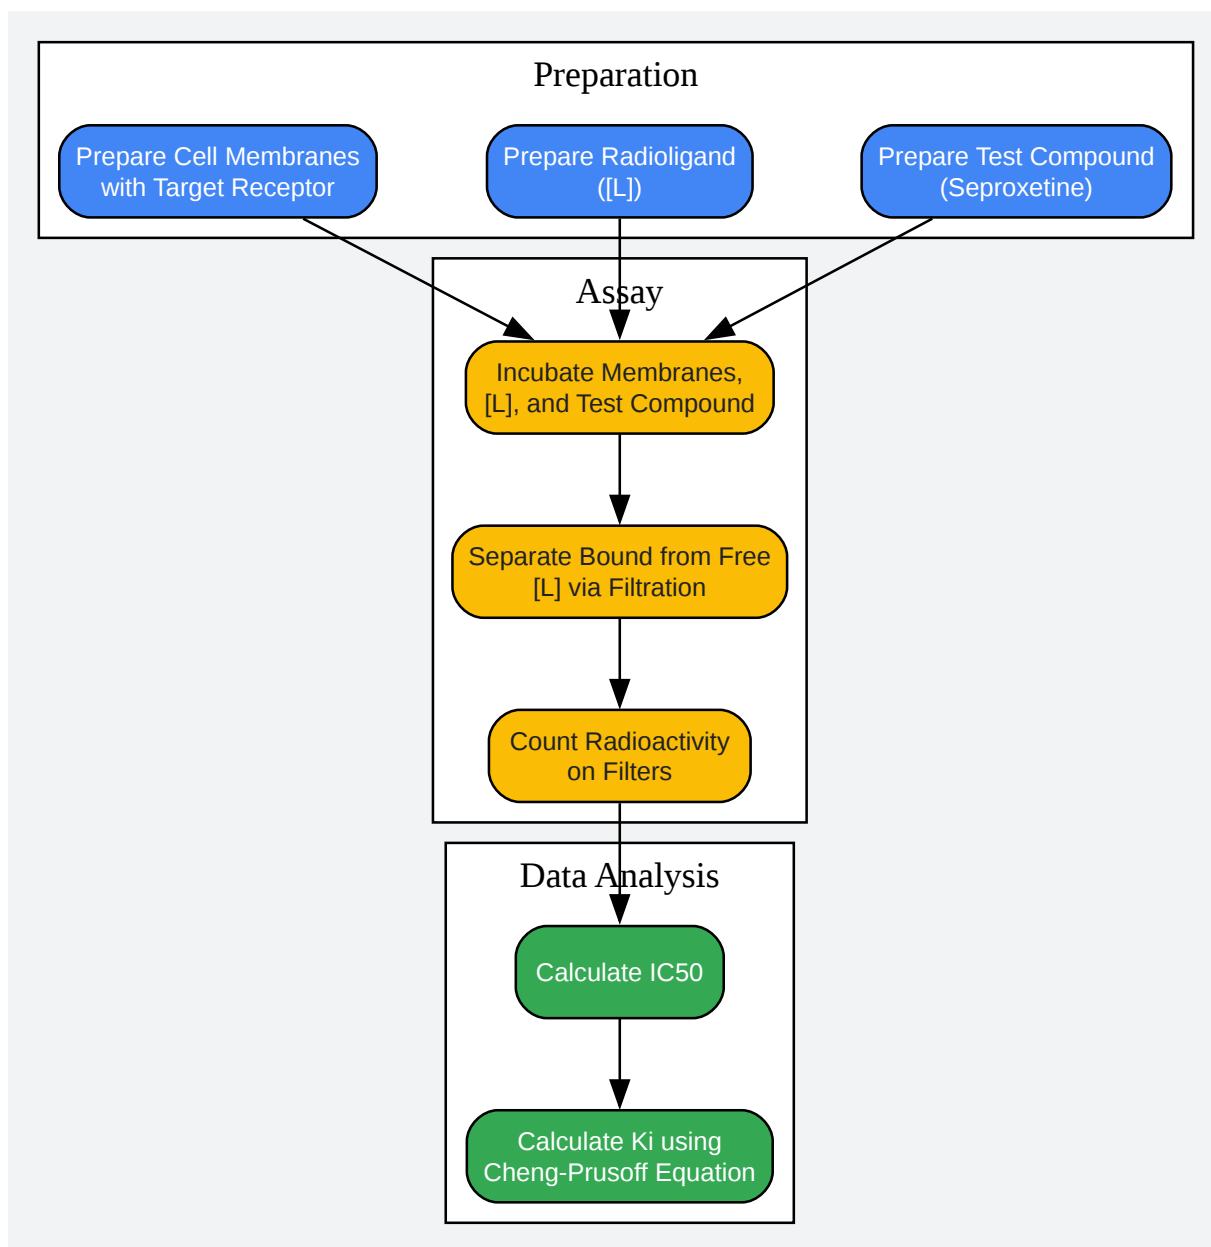 Preparation
Prepare Cell Membranes
with Target Receptor
Prepare Radioligand
([L])
Prepare Test Compound
(Seproxetine)
Assay
Incubate Membranes,
[L], and Test Compound
Separate Bound from Free
[L] via Filtration
Count Radioactivity
on Filters
Data Analysis
Calculate IC50
Calculate Ki using
Cheng-Prusoff Equation